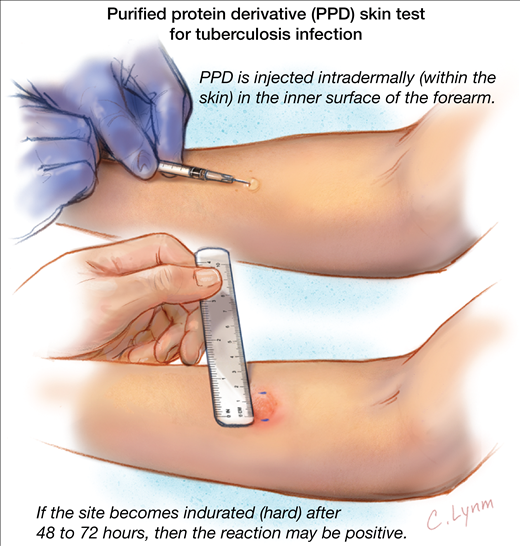 Purified protein derivative (PPD) skin test
for tuberculosis infection
PPD is injected intradermally (within the
skin) in the inner surface of the forearm.
If the site becomes indurated (hard) after
48 to 72 hours, then the reaction may be positive.
C. Lynm